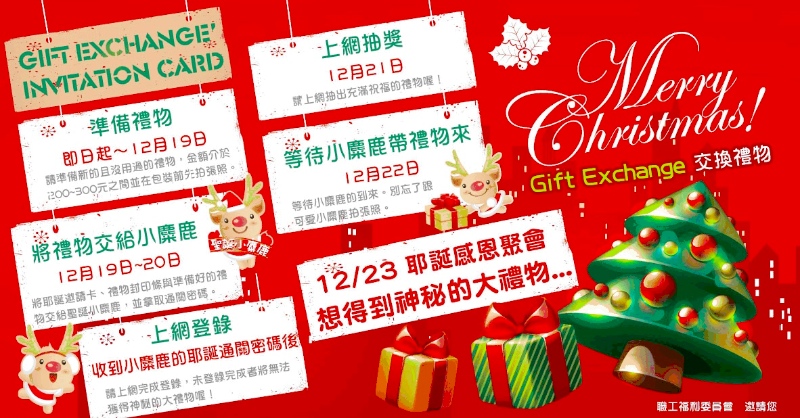 GIFT EXCHANGE
INVITATION CARD
準備禮物
即日起～12月19日
請準備新的且沒用過的禮物，金額介於
200~300元之間並在包裝前先拍張照。
將禮物交給小麋鹿
12月19日~20日
將耶誕邀請卡、禮物封印條與準備好的禮
物交給聖誕小麋鹿，並拿取通關密碼。
聖誕小麋鹿
上網登錄
收到小麋鹿的耶誕通關密碼後
請上網完成登錄，未登錄完成者將無法
獲得神秘的大禮物喔！
上網抽獎
12月21日
請上網抽出充滿祝福的禮物喔！
等待小麋鹿帶禮物來
12月22日
等待小麋鹿的到來。別忘了跟
可愛小麋鹿拍張照。
12/23 耶誕感恩聚會
想得到神秘的大禮物...
Merry
Christmas!
Gift Exchange 交換禮物
職工福利委員會 邀請您